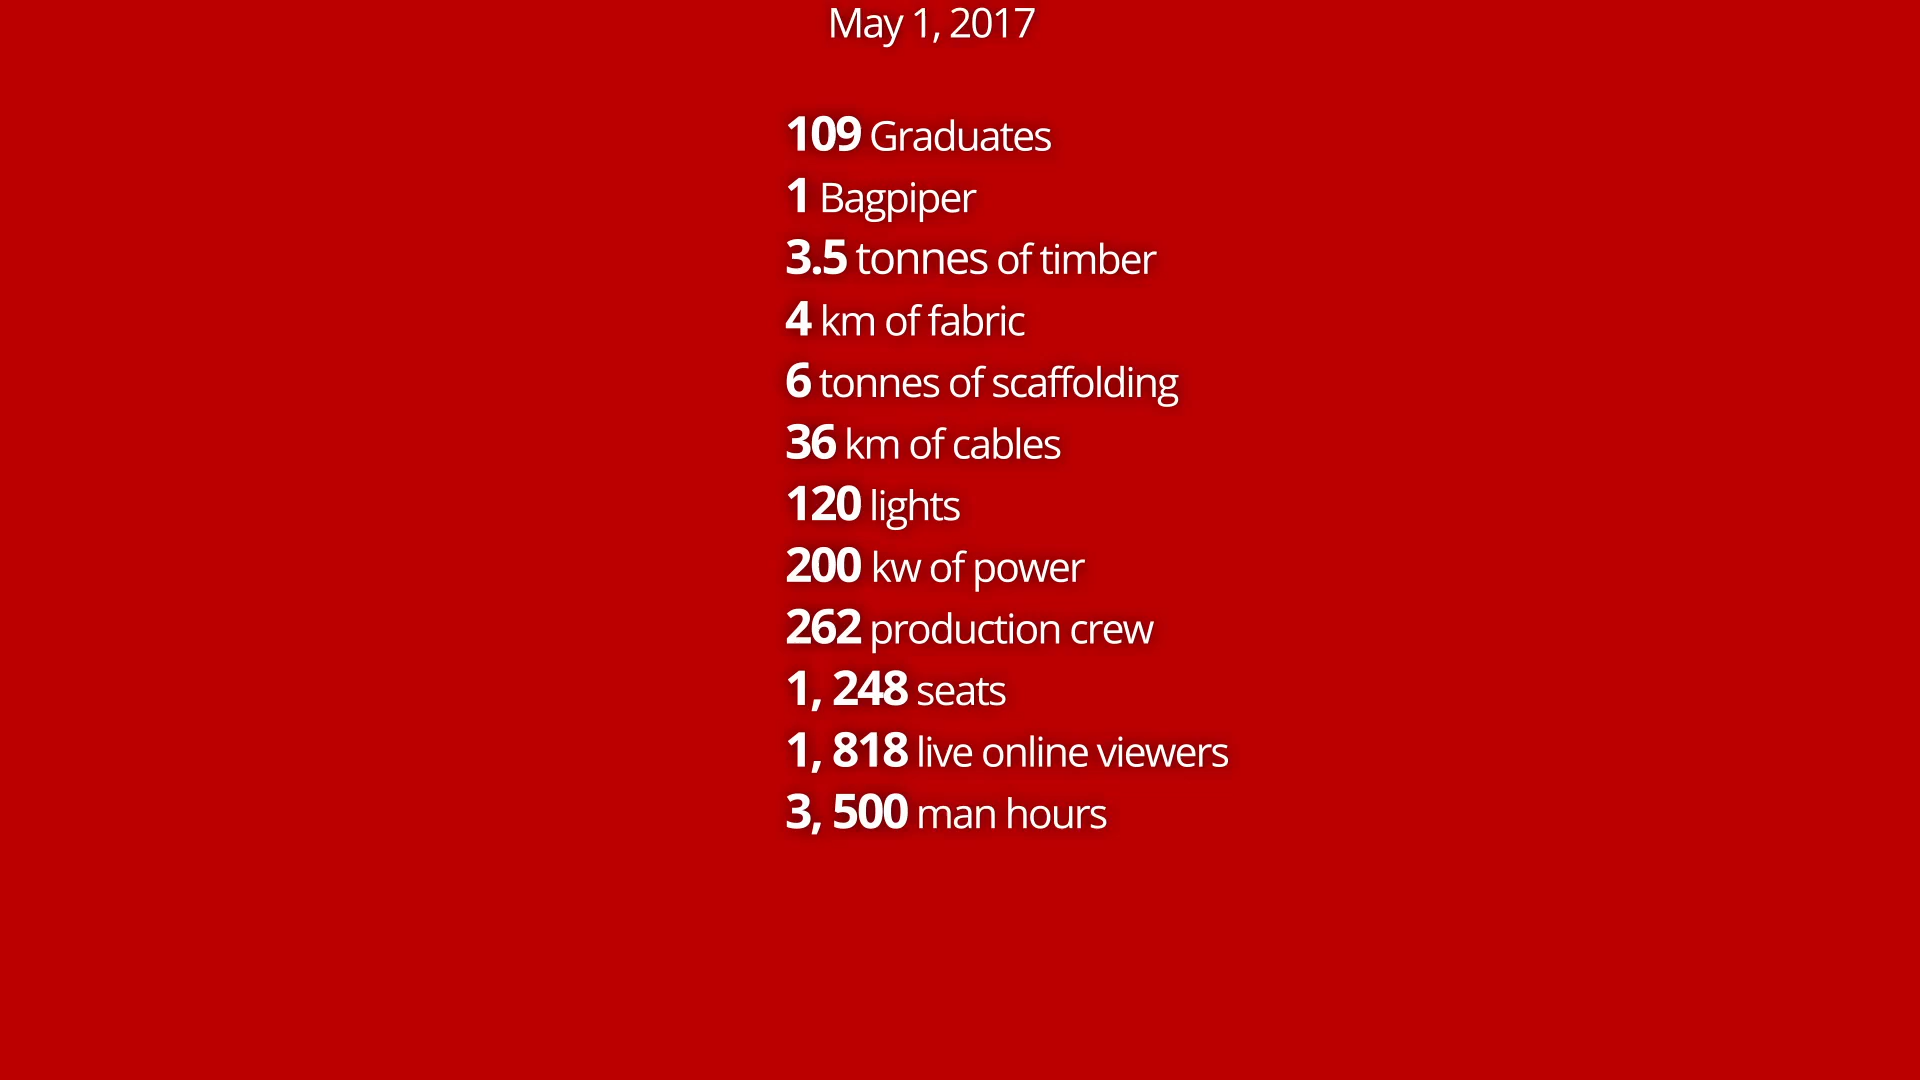 May 1, 2017
109 Graduates
1 Bagpiper
3.5 tonnes of timber
4 km of fabric
6 tonnes of scaffolding
36 km of cables
120 lights
200 kw of power
262 production crew
1, 248 seats
1, 818 live online viewers
3, 500 man hours